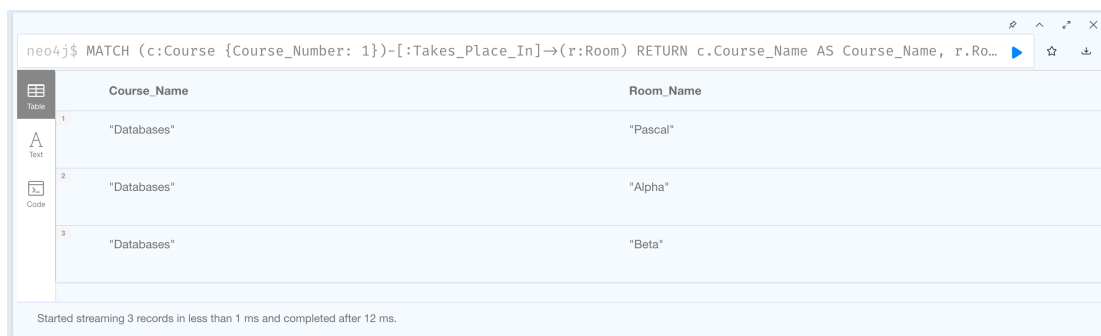 neo4j$ MATCH (c:Course {Course_Number: 1})-[:Takes_Place_In]→(r:Room) RETURN c.Course_Name AS Course_Name, r.Ro…
Table
Text
Code
Course_Name Room_Name
1 "Databases" "Pascal"
2 "Databases" "Alpha"
3 "Databases" "Beta"
Started streaming 3 records in less than 1 ms and completed after 12 ms.